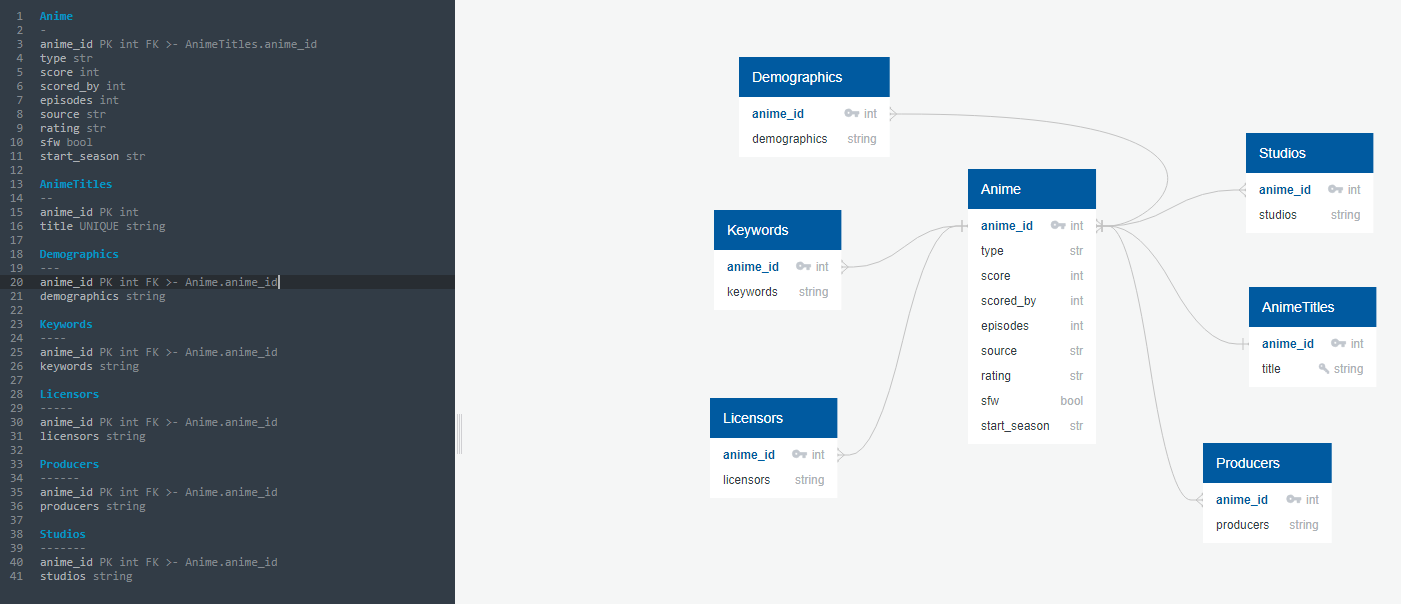 1 Anime
2 -
3 anime_id PK int FK >- AnimeTitles.anime_id
4 type str
5 score int
6 scored_by int
7 episodes int
8 source str
9 rating str
10 sfw bool
11 start_season str
12
13 AnimeTitles
14 --
15 anime_id PK int
16 title UNIQUE string
17
18 Demographics
19 ---
20 anime_id PK int FK >- Anime.anime_id
21 demographics string
22
23 Keywords
24 ----
25 anime_id PK int FK >- Anime.anime_id
26 keywords string
27
28 Licensors
29 -----
30 anime_id PK int FK >- Anime.anime_id
31 licensors string
32
33 Producers
34 ------
35 anime_id PK int FK >- Anime.anime_id
36 producers string
37
38 Studios
39 -------
40 anime_id PK int FK >- Anime.anime_id
41 studios string
Demographics
anime_id int
demographics string
Keywords
anime_id int
keywords string
Licensors
anime_id int
licensors string
Anime
anime_id int
type str
score int
scored_by int
episodes int
source str
rating str
sfw bool
start_season str
Studios
anime_id int
studios string
AnimeTitles
anime_id int
title string
Producers
anime_id int
producers string